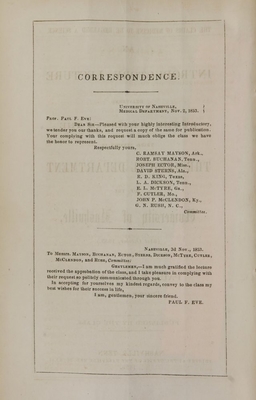 CORRESPONDENCE.
UNIVERSITY OF NASHVILLE,
MEDICAL DEPARTMENT, Nov. 2, 1853.
PROF. PAUL F. EVE:
DEAR SIR—Pleased with your highly interesting Introductory,
we tender you our thanks, and request a copy of the same for publication.
Your complying with this request will much oblige the class we have
the honor to represent.
Respectfully yours,
C. RAMSAY MAYSON, Ark.,
ROBT. BUCHANAN, Tenn.,
JOSEPH ECTOR, Miss.,
DAVID STERNS, Ala.,
E. D. KING, Texas,
L. A. DICKSON, Tenn.,
H. L. McTYRE, Ga.,
P. CUTLER, Mo.,
JOHN P. McCLENDON, Ky.,
G. N. BUSH, N. C.,
Committee.
NASHVILLE, 3d Nov., 1853.
To MESSRS. MAYSON, BUCHANAN, ECTOR, STERNS, DICKSON, McTYRE, CUTLER,
McCLENDON, and BUSH, Committee:
GENTLEMEN,—I am much gratified the lecture
received the approbation of the class, and I take pleasure in complying with
their request so politely communicated through you.
In accepting for yourselves my kindest regards, convey to the class my
best wishes for their success in life,
I am, gentlemen, your sincere friend.
PAUL F. EVE.